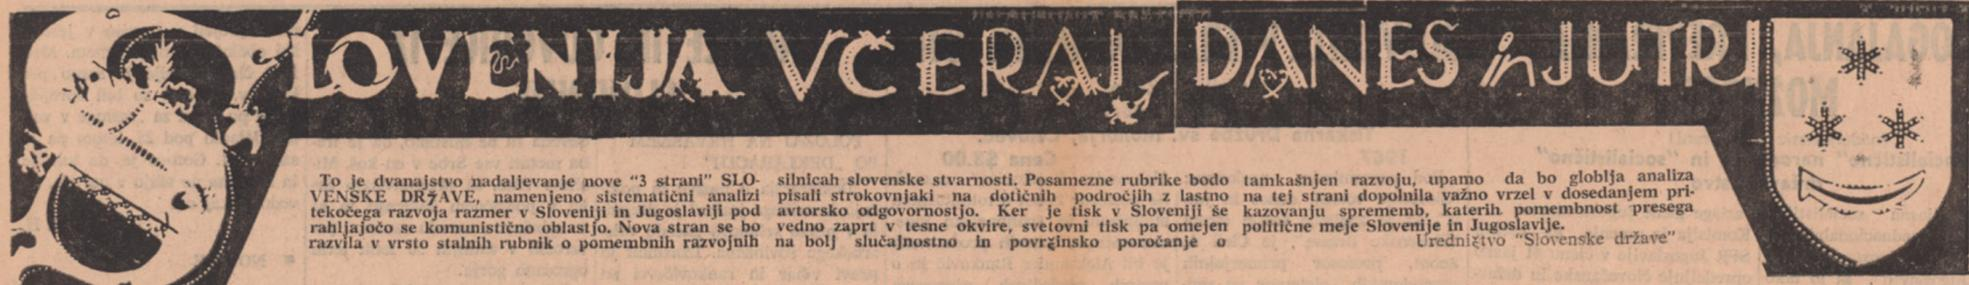 SLOVENIJA VČERAJ, DANES in JUTRI
To je dvanajstvo nadaljevanje nove “3 strani” SLO-
VENSKE DRŽAVE, namenjeno sistematični analizi
tekočega razvoja razmer v Sloveniji in Jugoslaviji pod
rahljajočo se komunistično oblastjo. Nova stran se bo
razvila v vrsto stalnih rubnik o pomembnih razvojnih
silnicah slovenske stvarnosti. Posamezne rubrike bodo
pisali strokovnjaki na dotičnih področjih z lastno
avtorsko odgovornostjo. Ker je tisk v Sloveniji še
vedno zaprt v tesne okvire, svetovni tisk pa omejen
na bolj slučajnostno in površinsko poročanje o
tamkašnjen razvoju, upamo da bo globlja analiza
na tej strani dopolnila važno vrzel v dosedanjem pri-
kazovanju sprememb, katerih pomembnost presega
politične meje Slovenije in Jugoslavije.
Uredništvo “Slovenske države”